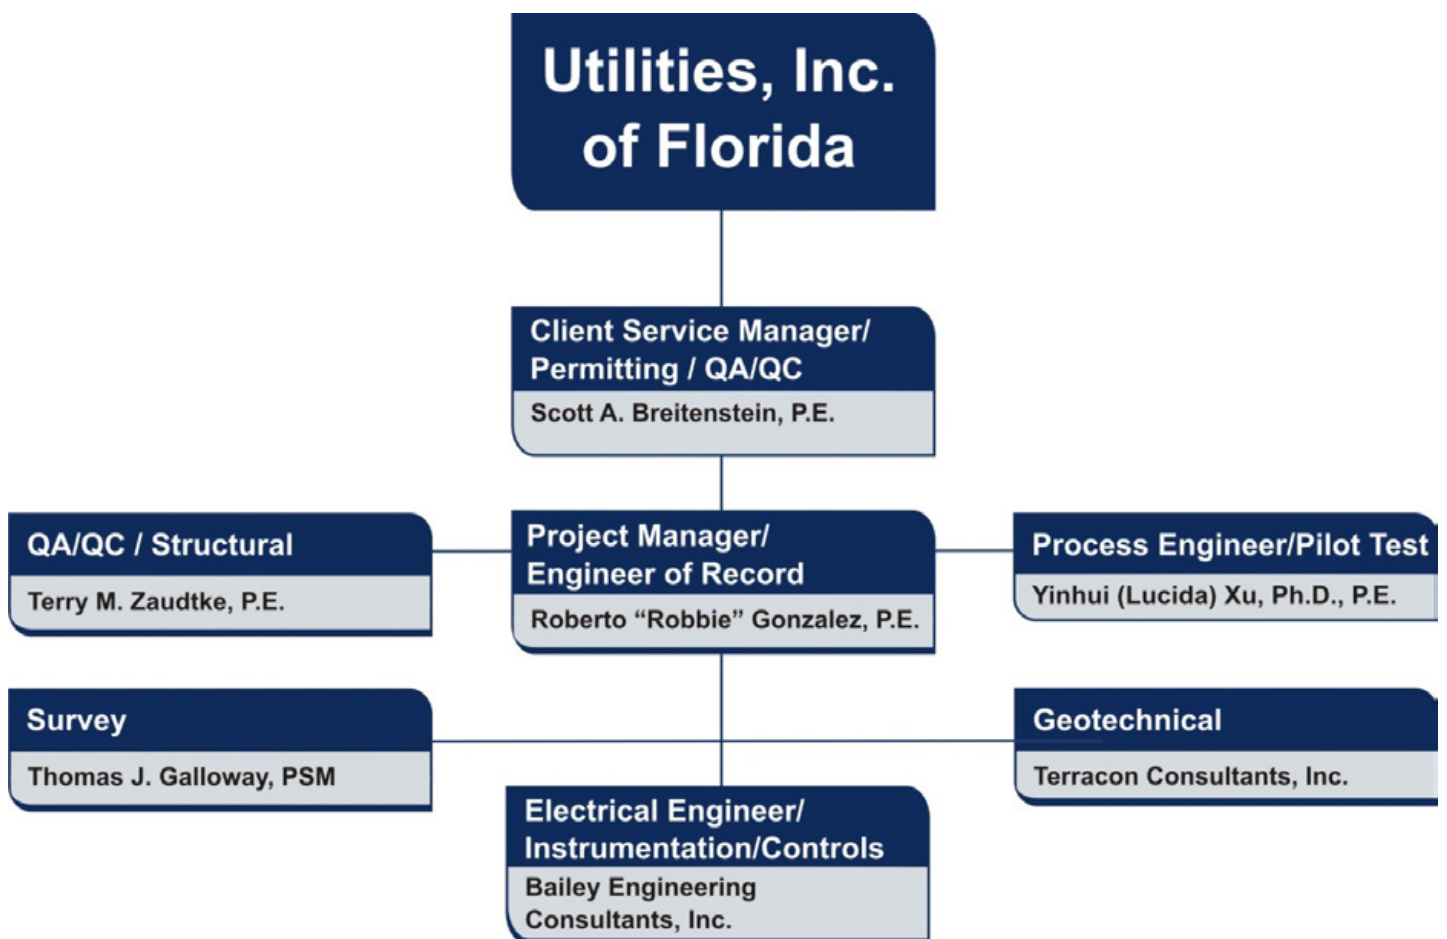 Utilities, Inc.
of Florida
Client Service Manager/
Permitting / QA/QC
Scott A. Breitenstein, P.E.
QA/QC / Structural
Terry M. Zaudtke, P.E.
Project Manager/
Engineer of Record
Roberto “Robbie” Gonzalez, P.E.
Process Engineer/Pilot Test
Yinhui (Lucida) Xu, Ph.D., P.E.
Survey
Thomas J. Galloway, PSM
Geotechnical
Terracon Consultants, Inc.
Electrical Engineer/
Instrumentation/Controls
Bailey Engineering
Consultants, Inc.